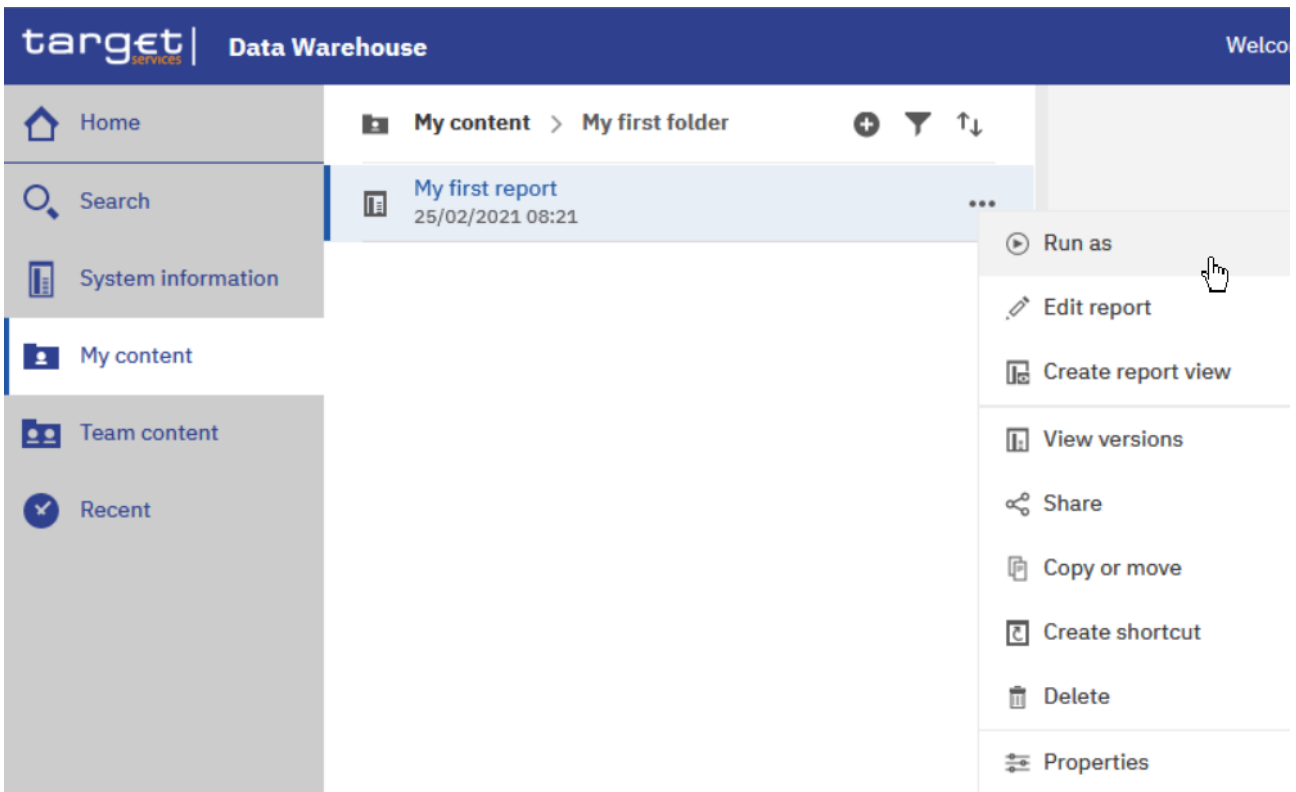 target
services
Data Warehouse
Welco
Home
Search
System information
My content
Team content
Recent
My content > My first folder
My first report
25/02/2021 08:21
Run as
Edit report
Create report view
View versions
Share
Copy or move
Create shortcut
Delete
Properties